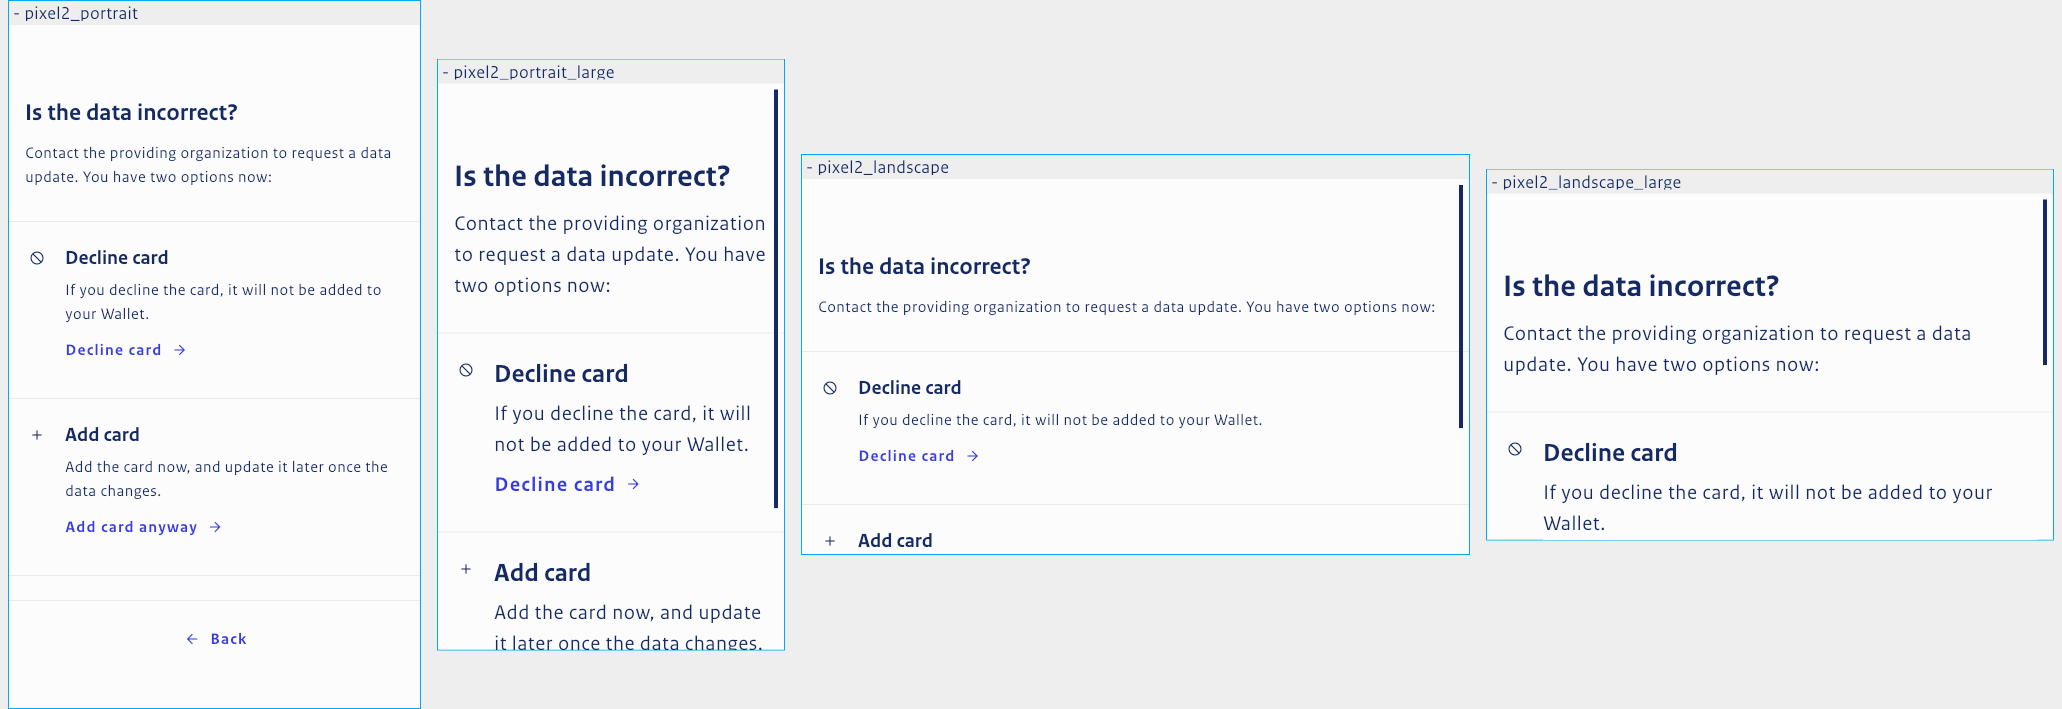 - pixel2_portrait
Is the data incorrect?
Contact the providing organization to request a data
update. You have two options now:
Decline card
If you decline the card, it will not be added to
your Wallet.
Decline card →
Add card
Add the card now, and update it later once the
data changes.
Add card anyway →
← Back
- pixel2_portrait_large
Is the data incorrect?
Contact the providing organization
to request a data update. You have
two options now:
Decline card
If you decline the card, it will
not be added to your Wallet.
Decline card →
Add card
Add the card now, and update
it later once the data changes.
- pixel2_landscape
Is the data incorrect?
Contact the providing organization to request a data update. You have two options now:
Decline card
If you decline the card, it will not be added to your Wallet.
Decline card →
Add card
- pixel2_landscape_large
Is the data incorrect?
Contact the providing organization to request a data
update. You have two options now:
Decline card
If you decline the card, it will not be added to your
Wallet.